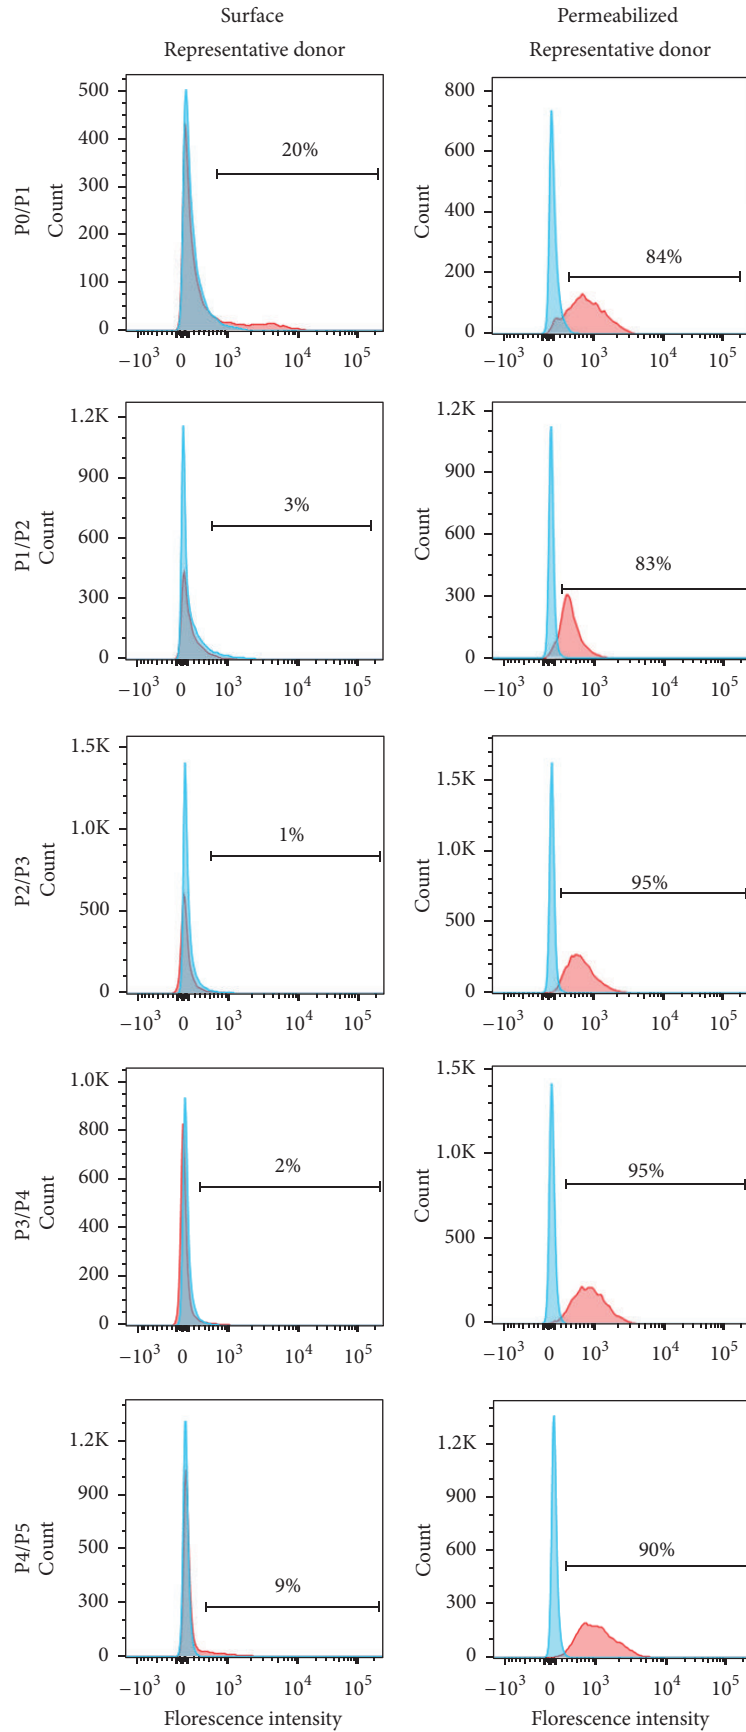 Surface
Permeabilized
Representative donor
Representative donor
P0/P1
Count
500
400
300
200
100
0
20%
−10³ 0 10³ 10⁴ 10⁵
Count
800
600
400
200
0
84%
−10³ 0 10³ 10⁴ 10⁵
P1/P2
Count
1.2K
900
600
300
0
3%
−10³ 0 10³ 10⁴ 10⁵
Count
1.2K
900
600
300
0
83%
−10³ 0 10³ 10⁴ 10⁵
P2/P3
Count
1.5K
1.0K
500
0
1%
−10³ 0 10³ 10⁴ 10⁵
Count
1.5K
1.0K
500
0
95%
−10³ 0 10³ 10⁴ 10⁵
P3/P4
Count
1.0K
800
600
400
200
0
2%
−10³ 0 10³ 10⁴ 10⁵
Count
1.5K
1.0K
500
0
95%
−10³ 0 10³ 10⁴ 10⁵
P4/P5
Count
1.2K
900
500
300
0
9%
−10³ 0 10³ 10⁴ 10⁵
Florescence intensity
Count
1.2K
900
600
300
0
90%
−10³ 0 10³ 10⁴ 10⁵
Florescence intensity